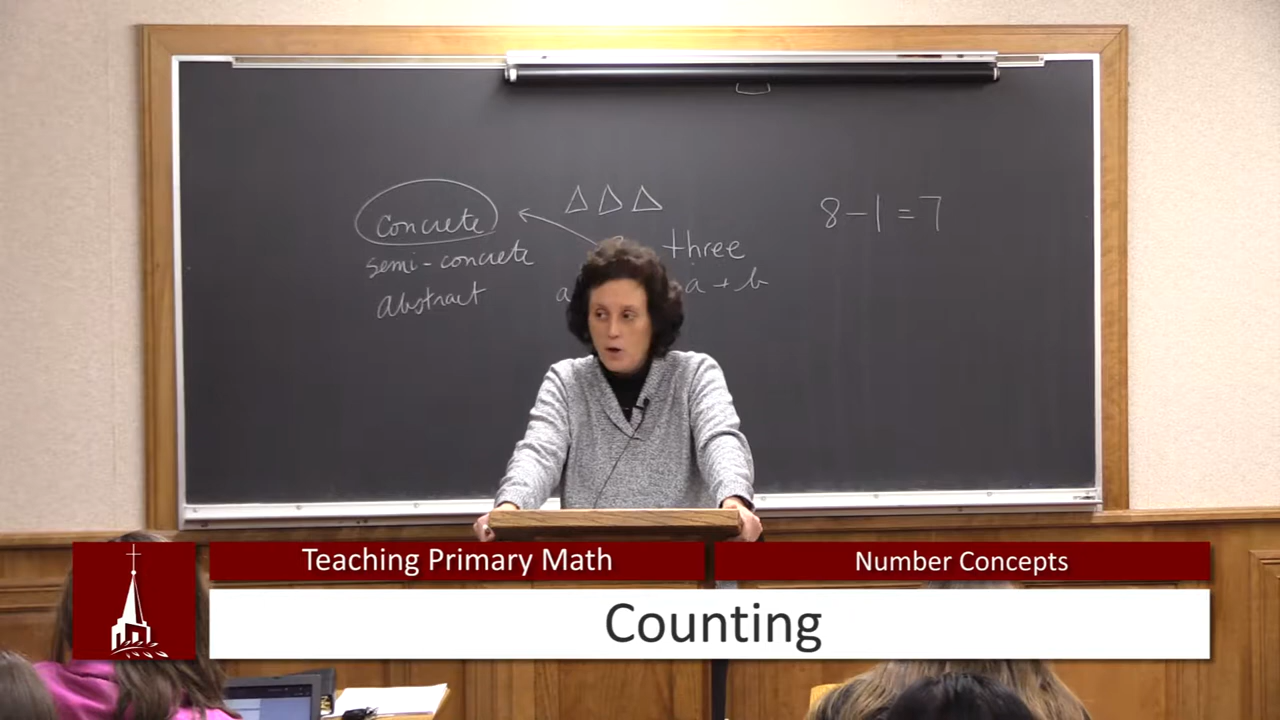 concrete
semi-concrete
abstract
three
a + b
8 - 1 = 7
Teaching Primary Math
Number Concepts
Counting